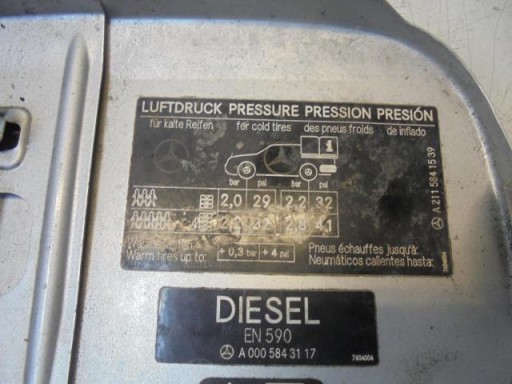 LUFTDRUCK PRESSURE PRESSION PRESIÓN
für kalte Reifen for cold tires des pneus froids de inflado
bar psi bar psi
2,0 29 2,2 32
2,8 41
Warm tires up to: + 0,3 bar + 4 psi
Pneus échauffes jusqu'à:
Neumáticos calientes hasta:
A 211 584 15 39
DIESEL
EN 590
A 000 584 31 17 7604004